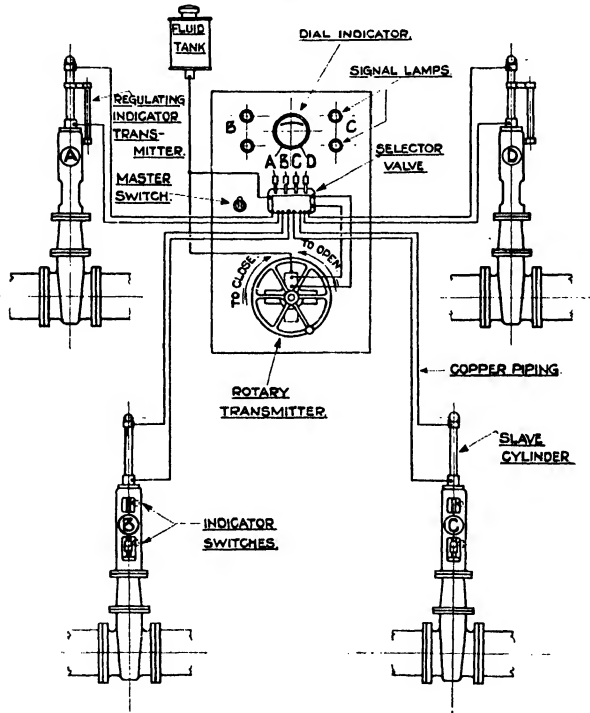 FLUID
TANK
DIAL INDICATOR.
SIGNAL LAMPS
REGULATING
INDICATOR
TRANS-
MITTER.
B
C
A B C D
SELECTOR
VALVE
A
D
MASTER
SWITCH.
TO CLOSE.
TO OPEN
COPPER PIPING.
ROTARY
TRANSMITTER.
SLAVE
CYLINDER
B
C
INDICATOR
SWITCHES.